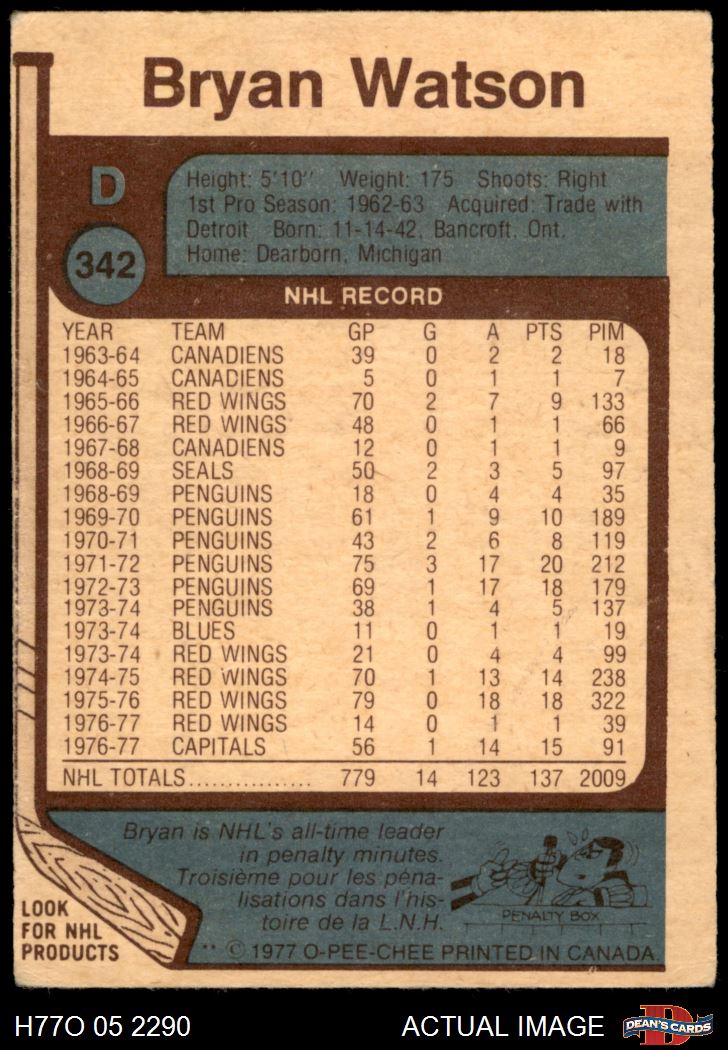 Bryan Watson
D
Height: 5'10" Weight: 175 Shoots: Right
1st Pro Season: 1962-63 Acquired: Trade with
Detroit Born: 11-14-42, Bancroft, Ont.
Home: Dearborn, Michigan
342
NHL RECORD
YEAR TEAM GP G A PTS PIM
1963-64 CANADIENS 39 0 2 2 18
1964-65 CANADIENS 5 0 1 1 7
1965-66 RED WINGS 70 2 7 9 133
1966-67 RED WINGS 48 0 1 1 66
1967-68 CANADIENS 12 0 1 1 9
1968-69 SEALS 50 2 3 5 97
1968-69 PENGUINS 18 0 4 4 35
1969-70 PENGUINS 61 1 9 10 189
1970-71 PENGUINS 43 2 6 8 119
1971-72 PENGUINS 75 3 17 20 212
1972-73 PENGUINS 69 1 17 18 179
1973-74 PENGUINS 38 1 4 5 137
1973-74 BLUES 11 0 1 1 19
1973-74 RED WINGS 21 0 4 4 99
1974-75 RED WINGS 70 1 13 14 238
1975-76 RED WINGS 79 0 18 18 322
1976-77 RED WINGS 14 0 1 1 39
1976-77 CAPITALS 56 1 14 15 91
NHL TOTALS................ 779 14 123 137 2009
Bryan is NHL's all-time leader
in penalty minutes.
Troisième pour les péna-
lisations dans l'his-
toire de la L.N.H.
PENALTY BOX
LOOK
FOR NHL
PRODUCTS
** © 1977 O-PEE-CHEE PRINTED IN CANADA.
H77O 05 2290 ACTUAL IMAGE
D
DEAN'S CARDS